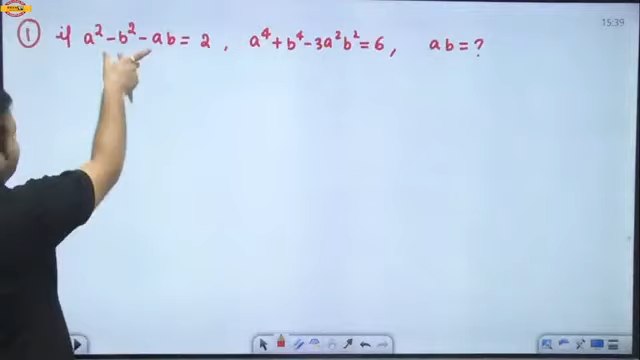 ① if a² - b² - ab = 2 , a⁴ + b⁴ - 3a²b² = 6 , ab = ?
15:39